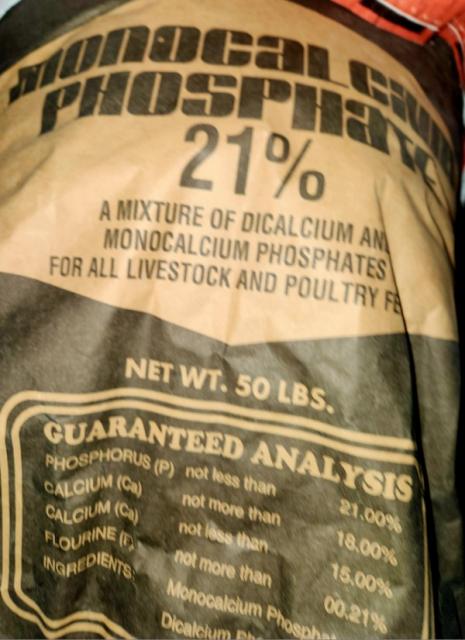 MONOCALCIUM
PHOSPHATE
21%
A MIXTURE OF DICALCIUM AN
MONOCALCIUM PHOSPHATES
FOR ALL LIVESTOCK AND POULTRY FE
NET WT. 50 LBS.
GUARANTEED ANALYSIS
PHOSPHORUS (P) not less than 21.00%
CALCIUM (Ca) not more than 18.00%
CALCIUM (Ca) not less than 15.00%
FLOURINE (F) not more than 00.21%
INGREDIENTS: Monocalcium Phosphat
Dicalcium Ph